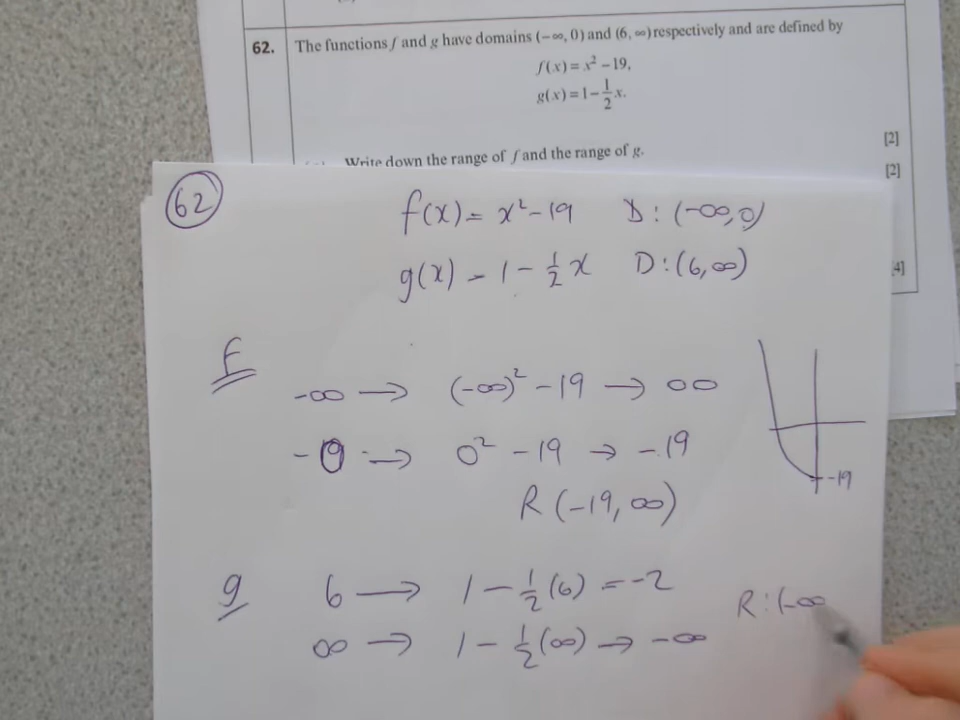 62. The functions f and g have domains (−∞, 0) and (6, ∞) respectively and are defined by
f(x) = x² − 19,
g(x) = 1 − 1/2 x.
[2]
Write down the range of f and the range of g.
[2]
62 f(x) = x² − 19 D : (−∞, 0)
g(x) − 1 − 1/2 x D : (6, ∞)
4]
f
−∞ → (−∞)² − 19 → ∞
− 0 → 0² − 19 → −19
−19
R (−19, ∞)
g 6 → 1 − 1/2 (6) = −2
R : (−∞
∞ → 1 − 1/2 (∞) → −∞